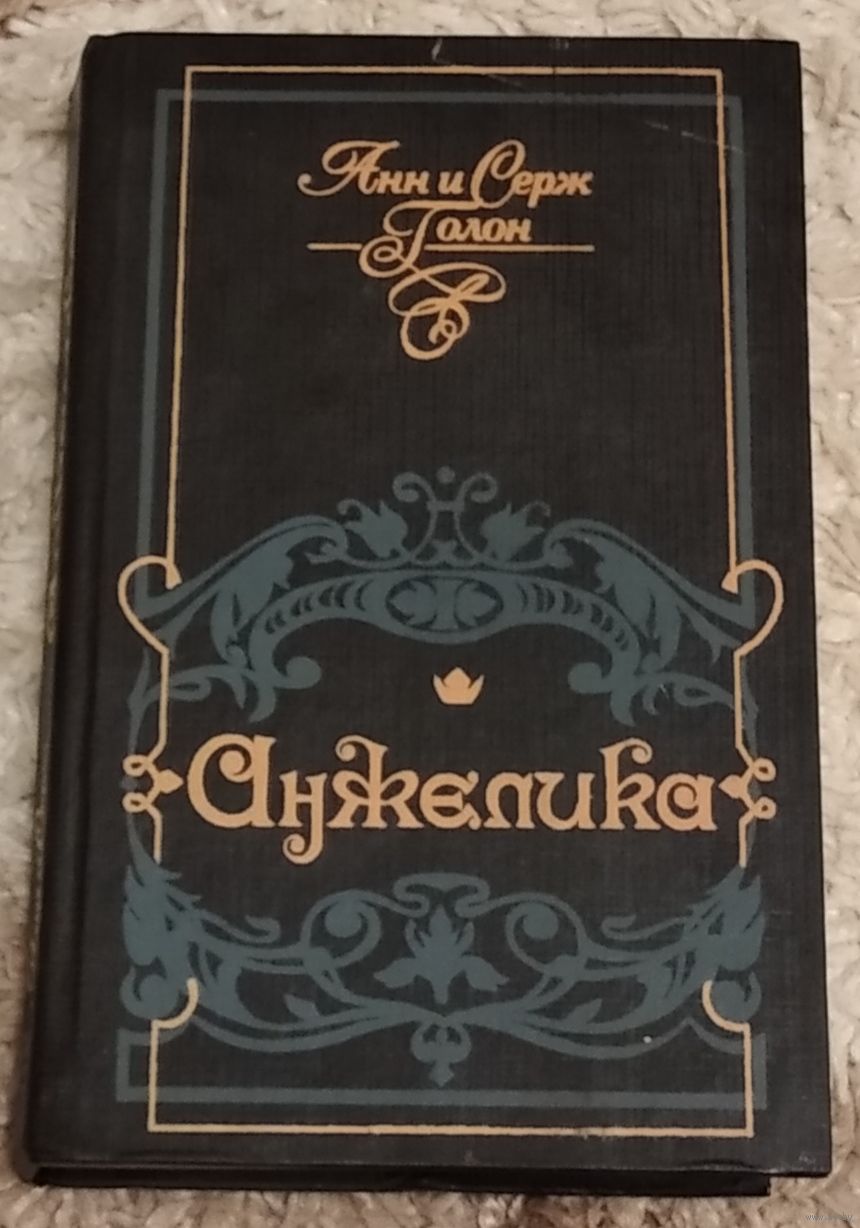 Анн и Серж
Голон
Анжелика